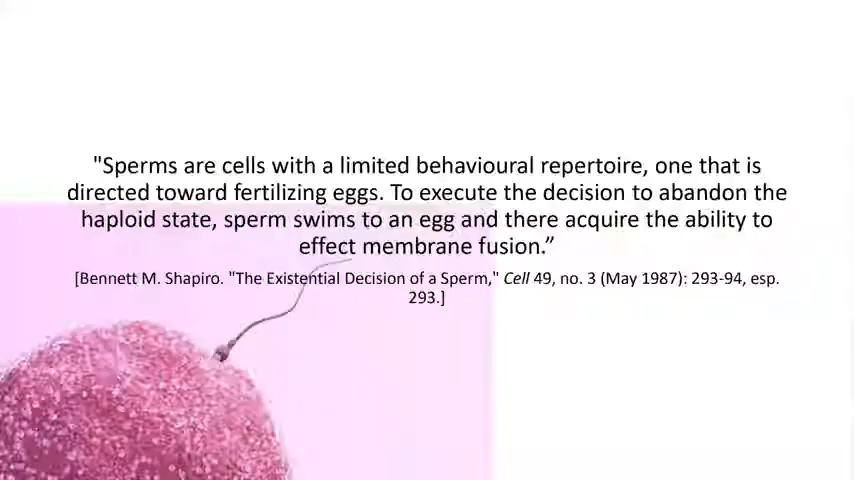 "Sperms are cells with a limited behavioural repertoire, one that is
directed toward fertilizing eggs. To execute the decision to abandon the
haploid state, sperm swims to an egg and there acquire the ability to
effect membrane fusion.”
[Bennett M. Shapiro. "The Existential Decision of a Sperm," Cell 49, no. 3 (May 1987): 293-94, esp.
293.]